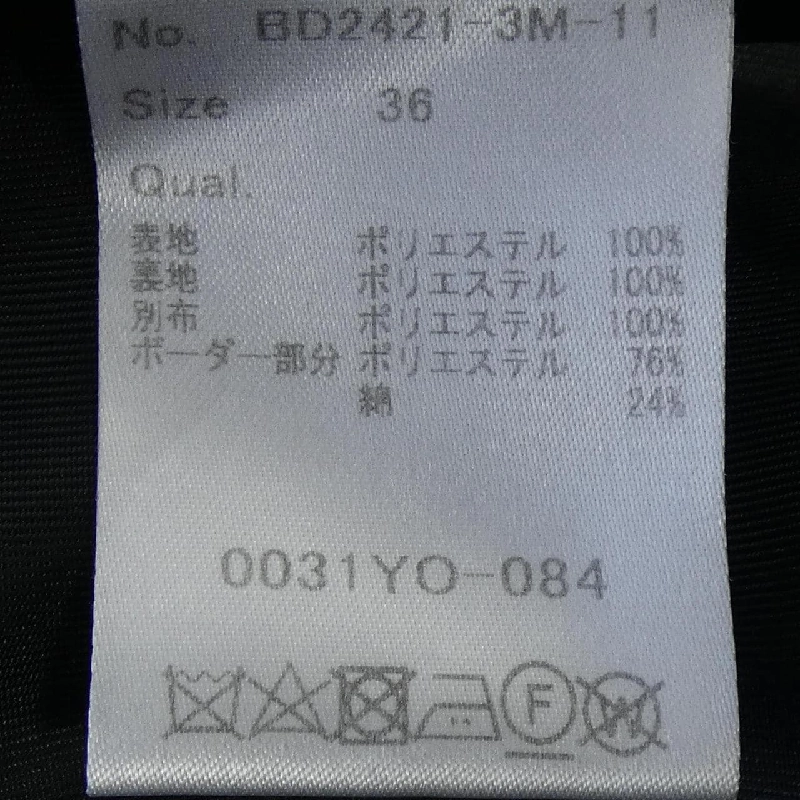 No. BD2421-3M-11
Size 36
Qual.
表地 ポリエステル 100%
裏地 ポリエステル 100%
別布 ポリエステル 100%
ボーダー部分 ポリエステル 76%
綿 24%
0031YO-084
F W